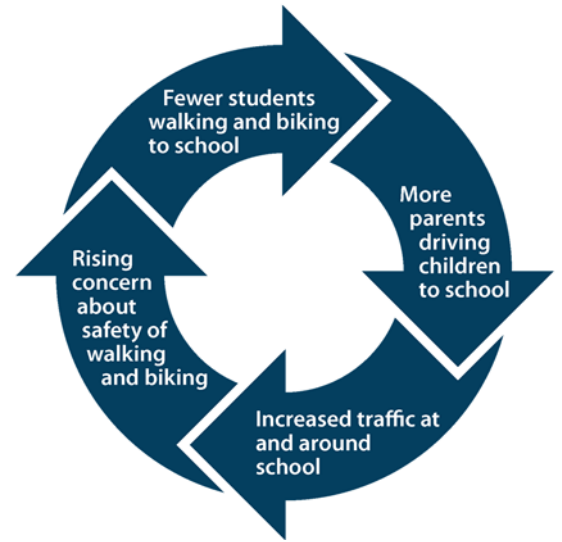 Fewer students
walking and biking
to school
More
parents
driving
children
to school
Increased traffic at
and around
school
Rising
concern
about
safety of
walking
and biking